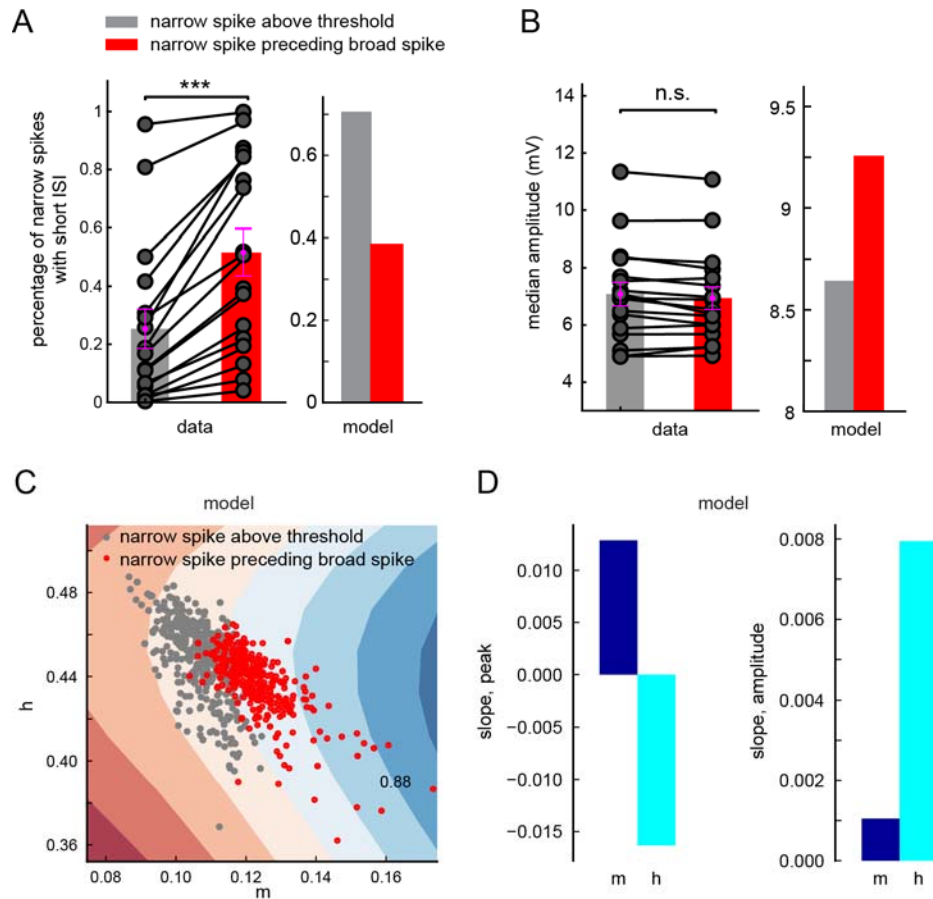 A
narrow spike above threshold
narrow spike preceding broad spike
B
percentage of narrow spikes
with short ISI
1
0.8
0.6
0.4
0.2
0
***
data
0.6
0.4
0.2
0
model
median amplitude (mV)
14
12
10
8
6
4
n.s.
data
9.5
9
8.5
8
model
C
model
narrow spike above threshold
narrow spike preceding broad spike
h
0.48
0.44
0.40
0.36
0.88
0.08
0.10
0.12
0.14
0.16
m
D
model
slope, peak
0.010
0.005
0.000
−0.005
−0.010
−0.015
m
h
slope, amplitude
0.008
0.006
0.004
0.002
0.000
m
h